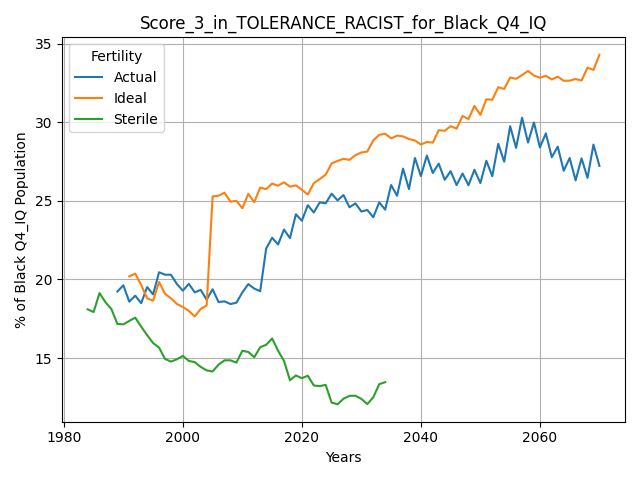 Score_3_in_TOLERANCE_RACIST_for_Black_Q4_IQ
Fertility
Actual
Ideal
Sterile
% of Black Q4_IQ Population
35
30
25
20
15
1980
2000
2020
2040
2060
Years